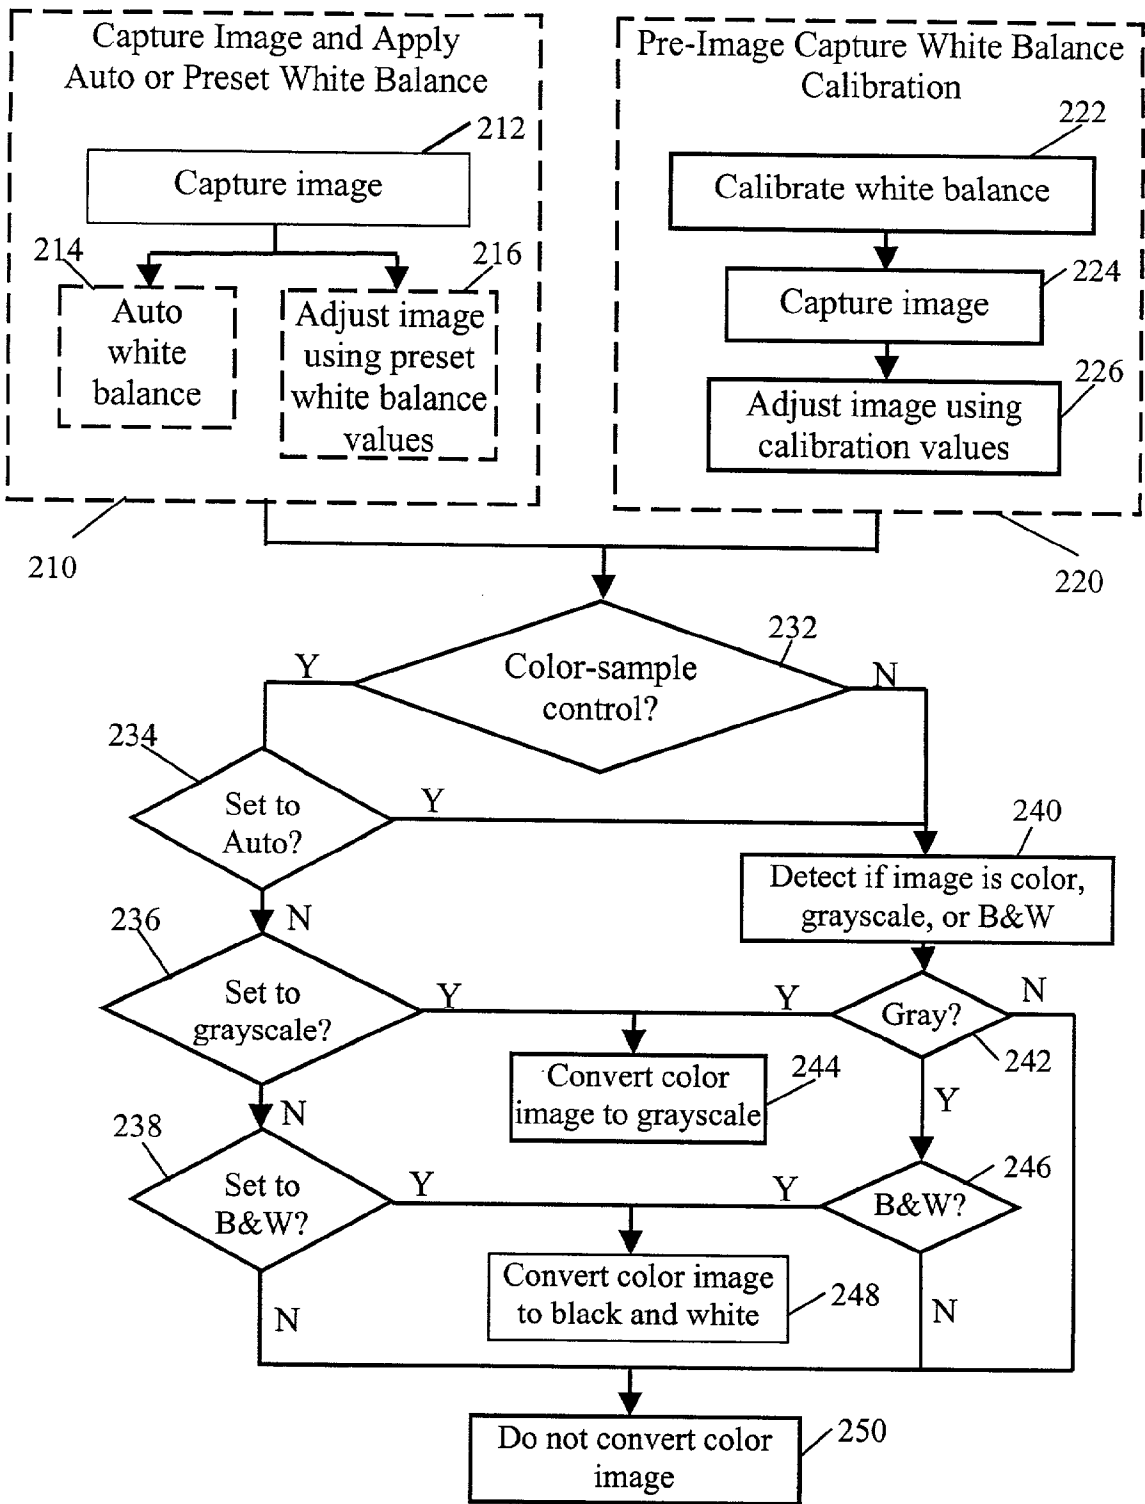 Capture Image and Apply
Auto or Preset White Balance
212
Capture image
214
Auto
white
balance
216
Adjust image
using preset
white balance
values
210
Pre-Image Capture White Balance
Calibration
222
Calibrate white balance
224
Capture image
226
Adjust image using
calibration values
220
232
Color-sample
control?
Y
N
234
Set to
Auto?
Y
N
240
Detect if image is color,
grayscale, or B&W
236
Set to
grayscale?
Y
Y
Gray?
N
242
244
Convert color
image to grayscale
N
Y
238
Set to
B&W?
Y
Y
B&W?
246
Convert color image
to black and white
248
N
N
Do not convert color
image
250